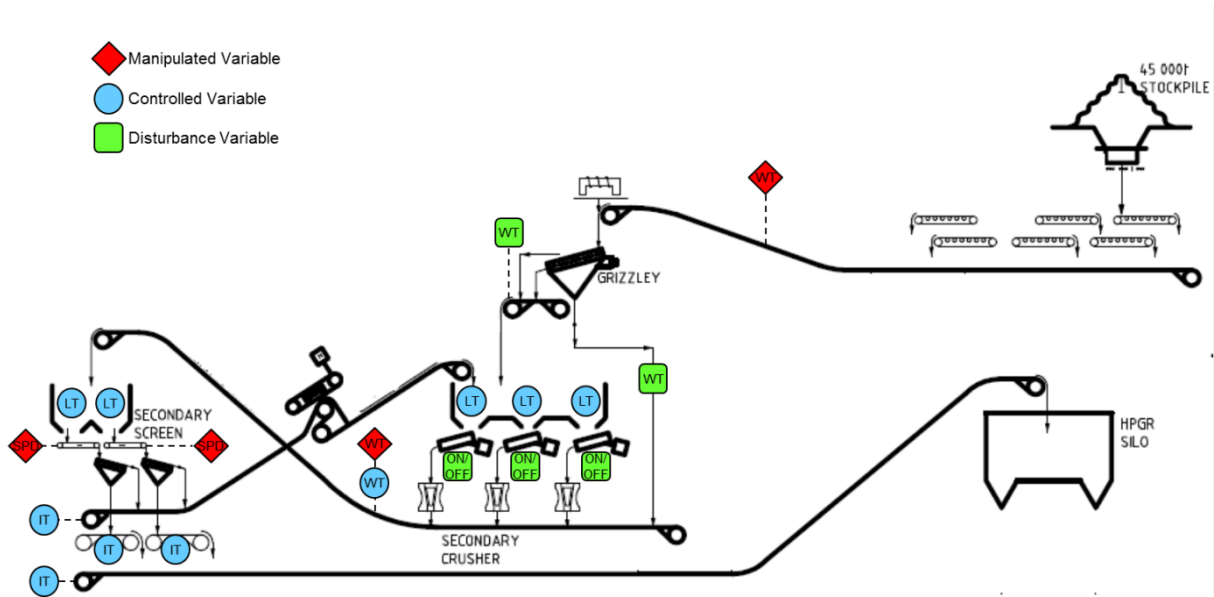 Manipulated Variable
Controlled Variable
Disturbance Variable
45 000t
STOCKPILE
WT
WT
GRIZZLEY
WT
LT
LT
SECONDARY
SCREEN
LT
LT
LT
SPD
SPD
WT
WT
ON/
OFF
ON/
OFF
ON/
OFF
HPGR
SILO
IT
IT
IT
SECONDARY
CRUSHER
IT